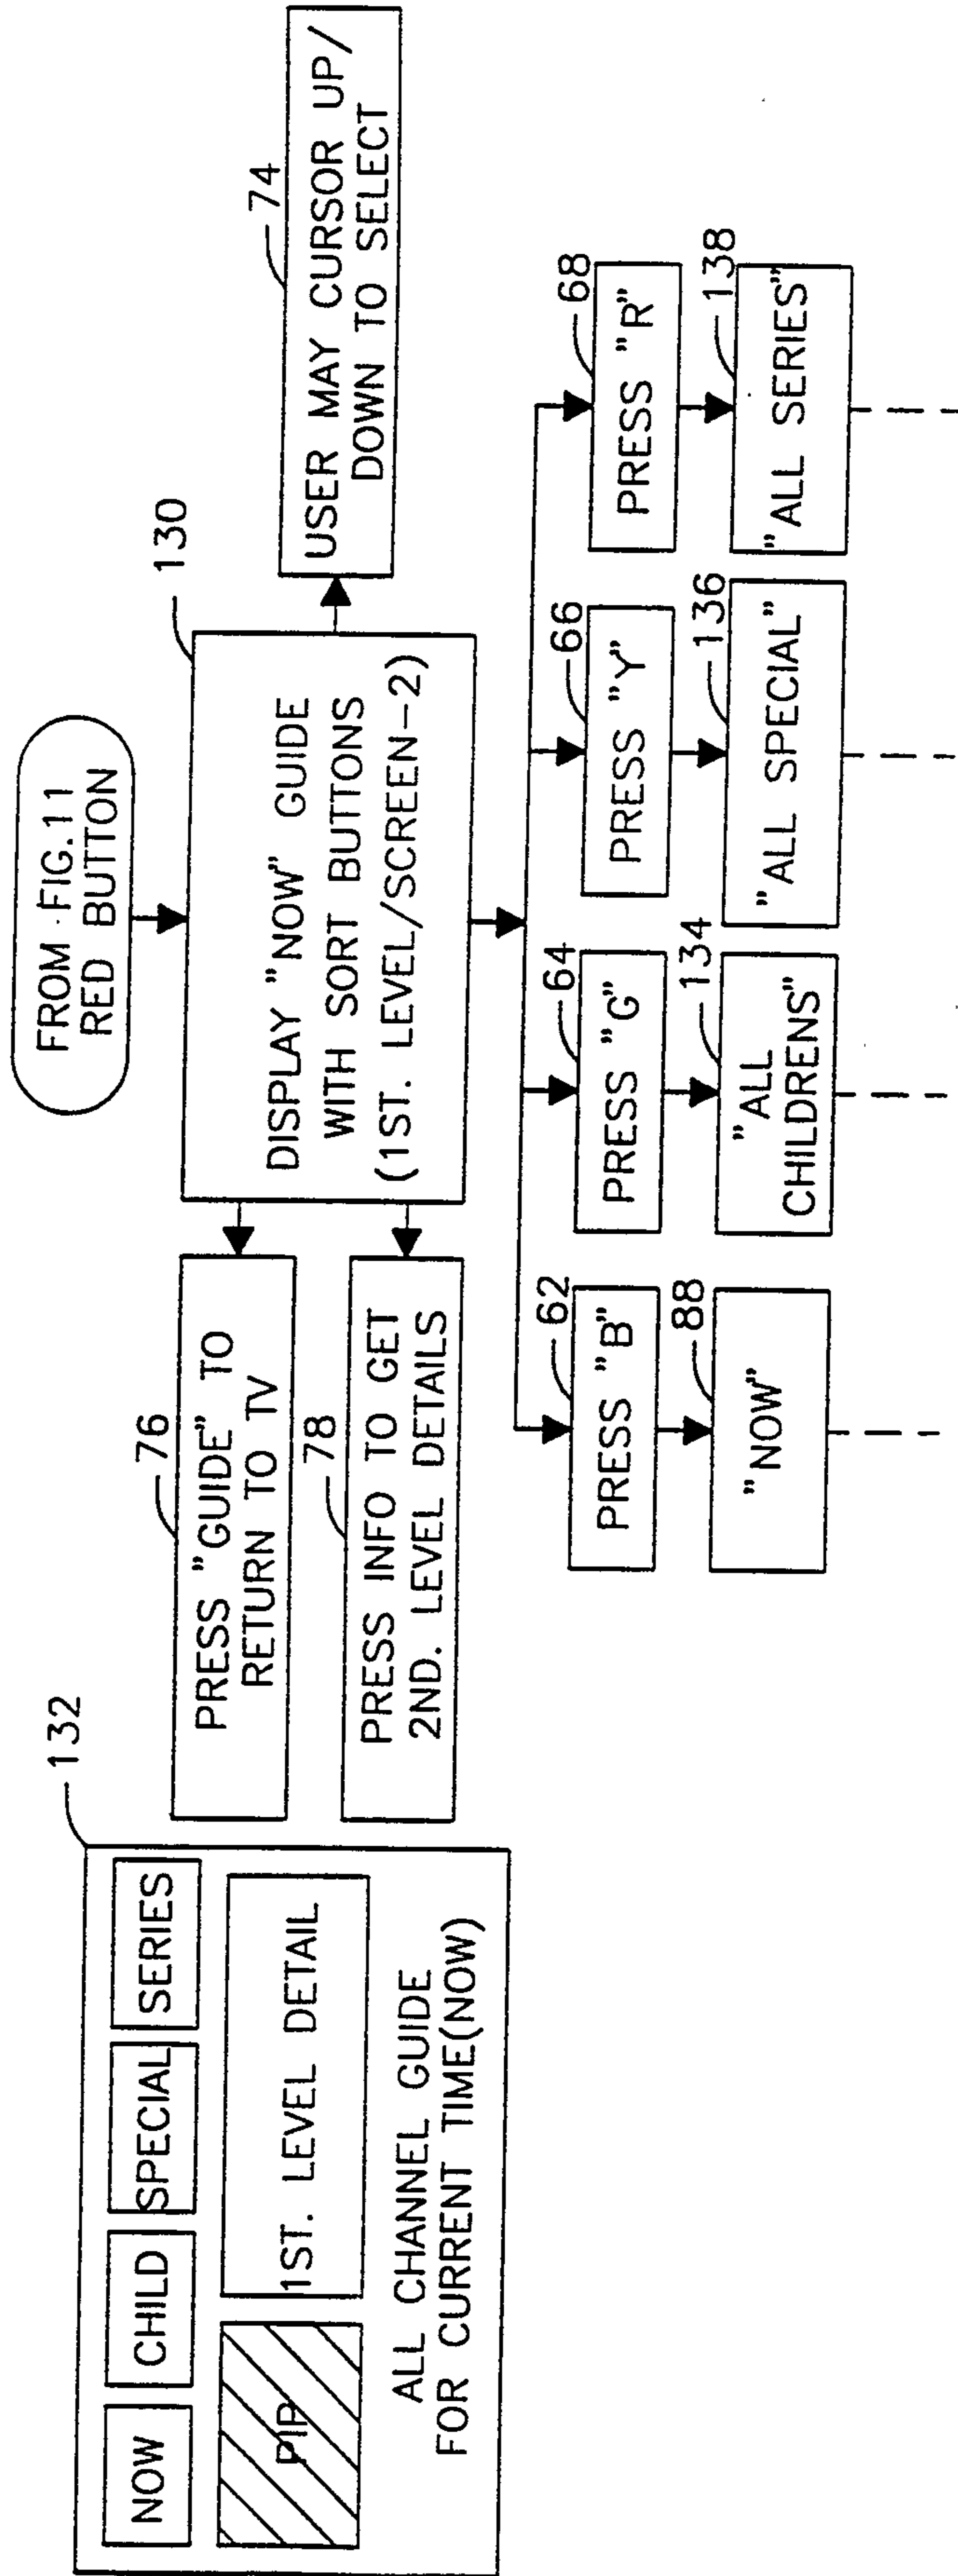 FROM FIG.11
RED BUTTON
130
DISPLAY "NOW" GUIDE
WITH SORT BUTTONS
(1ST. LEVEL/SCREEN-2)
74
USER MAY CURSOR UP/
DOWN TO SELECT
76
PRESS "GUIDE" TO
RETURN TO TV
78
PRESS INFO TO GET
2ND. LEVEL DETAILS
132
NOW
CHILD
SPECIAL
SERIES
PIP
1ST. LEVEL DETAIL
ALL CHANNEL GUIDE
FOR CURRENT TIME(NOW)
62
PRESS "B"
88
"NOW"
64
PRESS "G"
134
"ALL
CHILDRENS"
66
PRESS "Y"
136
"ALL SPECIAL"
68
PRESS "R"
138
"ALL SERIES"